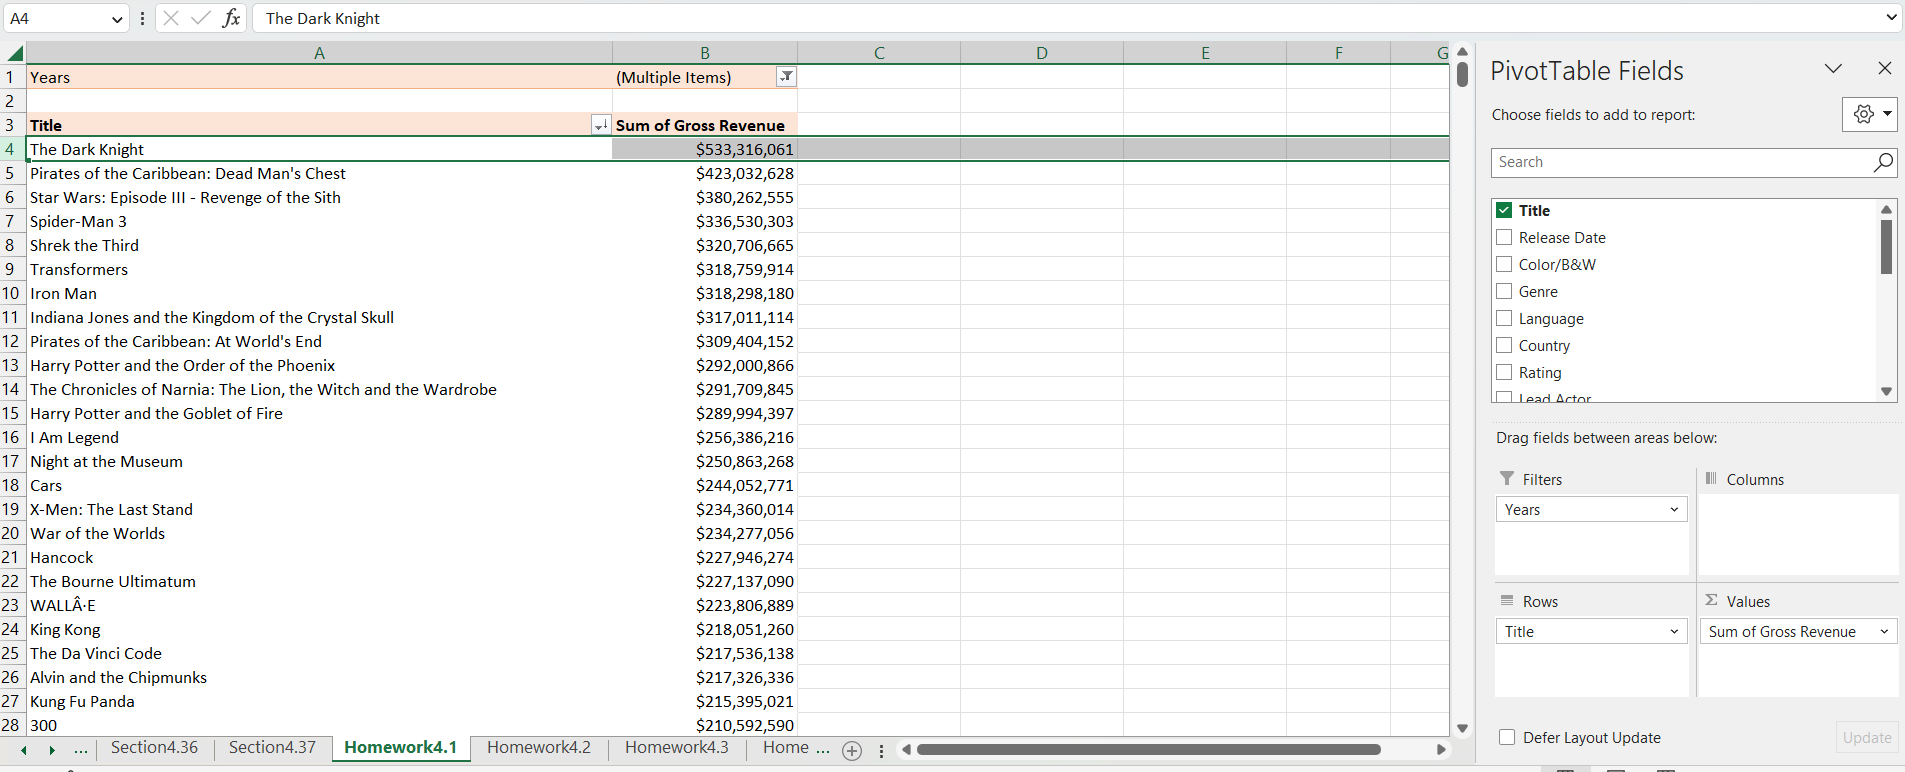 A4 fx The Dark Knight
A B C D E F G
1 Years (Multiple Items)
2
3 Title Sum of Gross Revenue
4 The Dark Knight $533,316,061
5 Pirates of the Caribbean: Dead Man's Chest $423,032,628
6 Star Wars: Episode III - Revenge of the Sith $380,262,555
7 Spider-Man 3 $336,530,303
8 Shrek the Third $320,706,665
9 Transformers $318,759,914
10 Iron Man $318,298,180
11 Indiana Jones and the Kingdom of the Crystal Skull $317,011,114
12 Pirates of the Caribbean: At World's End $309,404,152
13 Harry Potter and the Order of the Phoenix $292,000,866
14 The Chronicles of Narnia: The Lion, the Witch and the Wardrobe $291,709,845
15 Harry Potter and the Goblet of Fire $289,994,397
16 I Am Legend $256,386,216
17 Night at the Museum $250,863,268
18 Cars $244,052,771
19 X-Men: The Last Stand $234,360,014
20 War of the Worlds $234,277,056
21 Hancock $227,946,274
22 The Bourne Ultimatum $227,137,090
23 WALLÂ·E $223,806,889
24 King Kong $218,051,260
25 The Da Vinci Code $217,536,138
26 Alvin and the Chipmunks $217,326,336
27 Kung Fu Panda $215,395,021
28 300 $210,592,590
... Section4.36 Section4.37 Homework4.1 Homework4.2 Homework4.3 Home ...
PivotTable Fields
Choose fields to add to report:
Search
Title
Release Date
Color/B&W
Genre
Language
Country
Rating
Lead Actor
Drag fields between areas below:
Filters Columns
Years
Rows Σ Values
Title Sum of Gross Revenue
Defer Layout Update Update